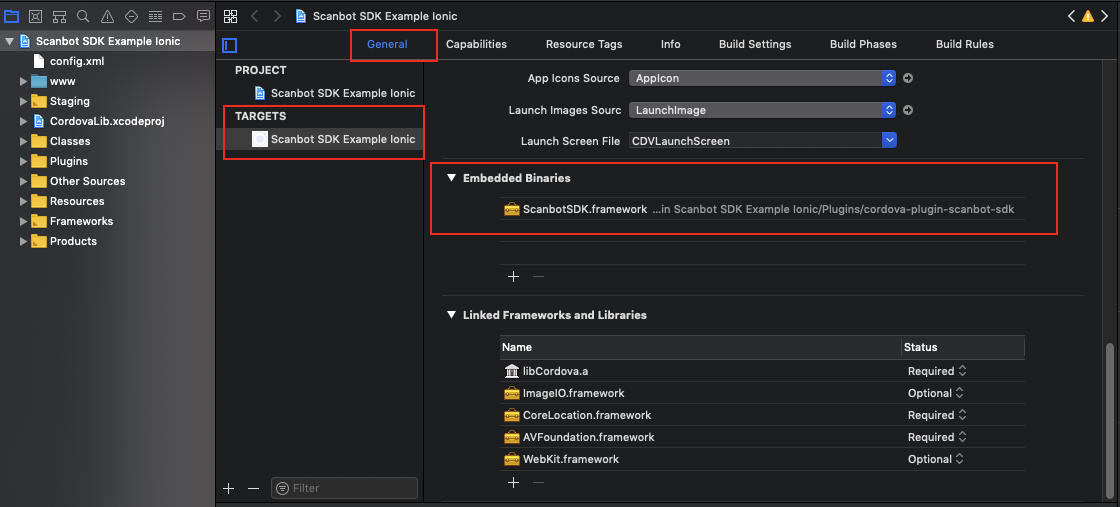 Scanbot SDK Example Ionic
Scanbot SDK Example Ionic
config.xml
www
Staging
CordovaLib.xcodeproj
Classes
Plugins
Other Sources
Resources
Frameworks
Products
General Capabilities Resource Tags Info Build Settings Build Phases Build Rules
PROJECT
Scanbot SDK Example Ionic
TARGETS
Scanbot SDK Example Ionic
Filter
App Icons Source AppIcon
Launch Images Sourc LaunchImage
Launch Screen File CDVLaunchScreen
Embedded Binaries
ScanbotSDK.framework ...in Scanbot SDK Example Ionic/Plugins/cordova-plugin-scanbot-sdk
Linked Frameworks and Libraries
Name Status
libCordova.a Required
ImageIO.framework Optional
CoreLocation.framework Required
AVFoundation.framework Required
WebKit.framework Optional